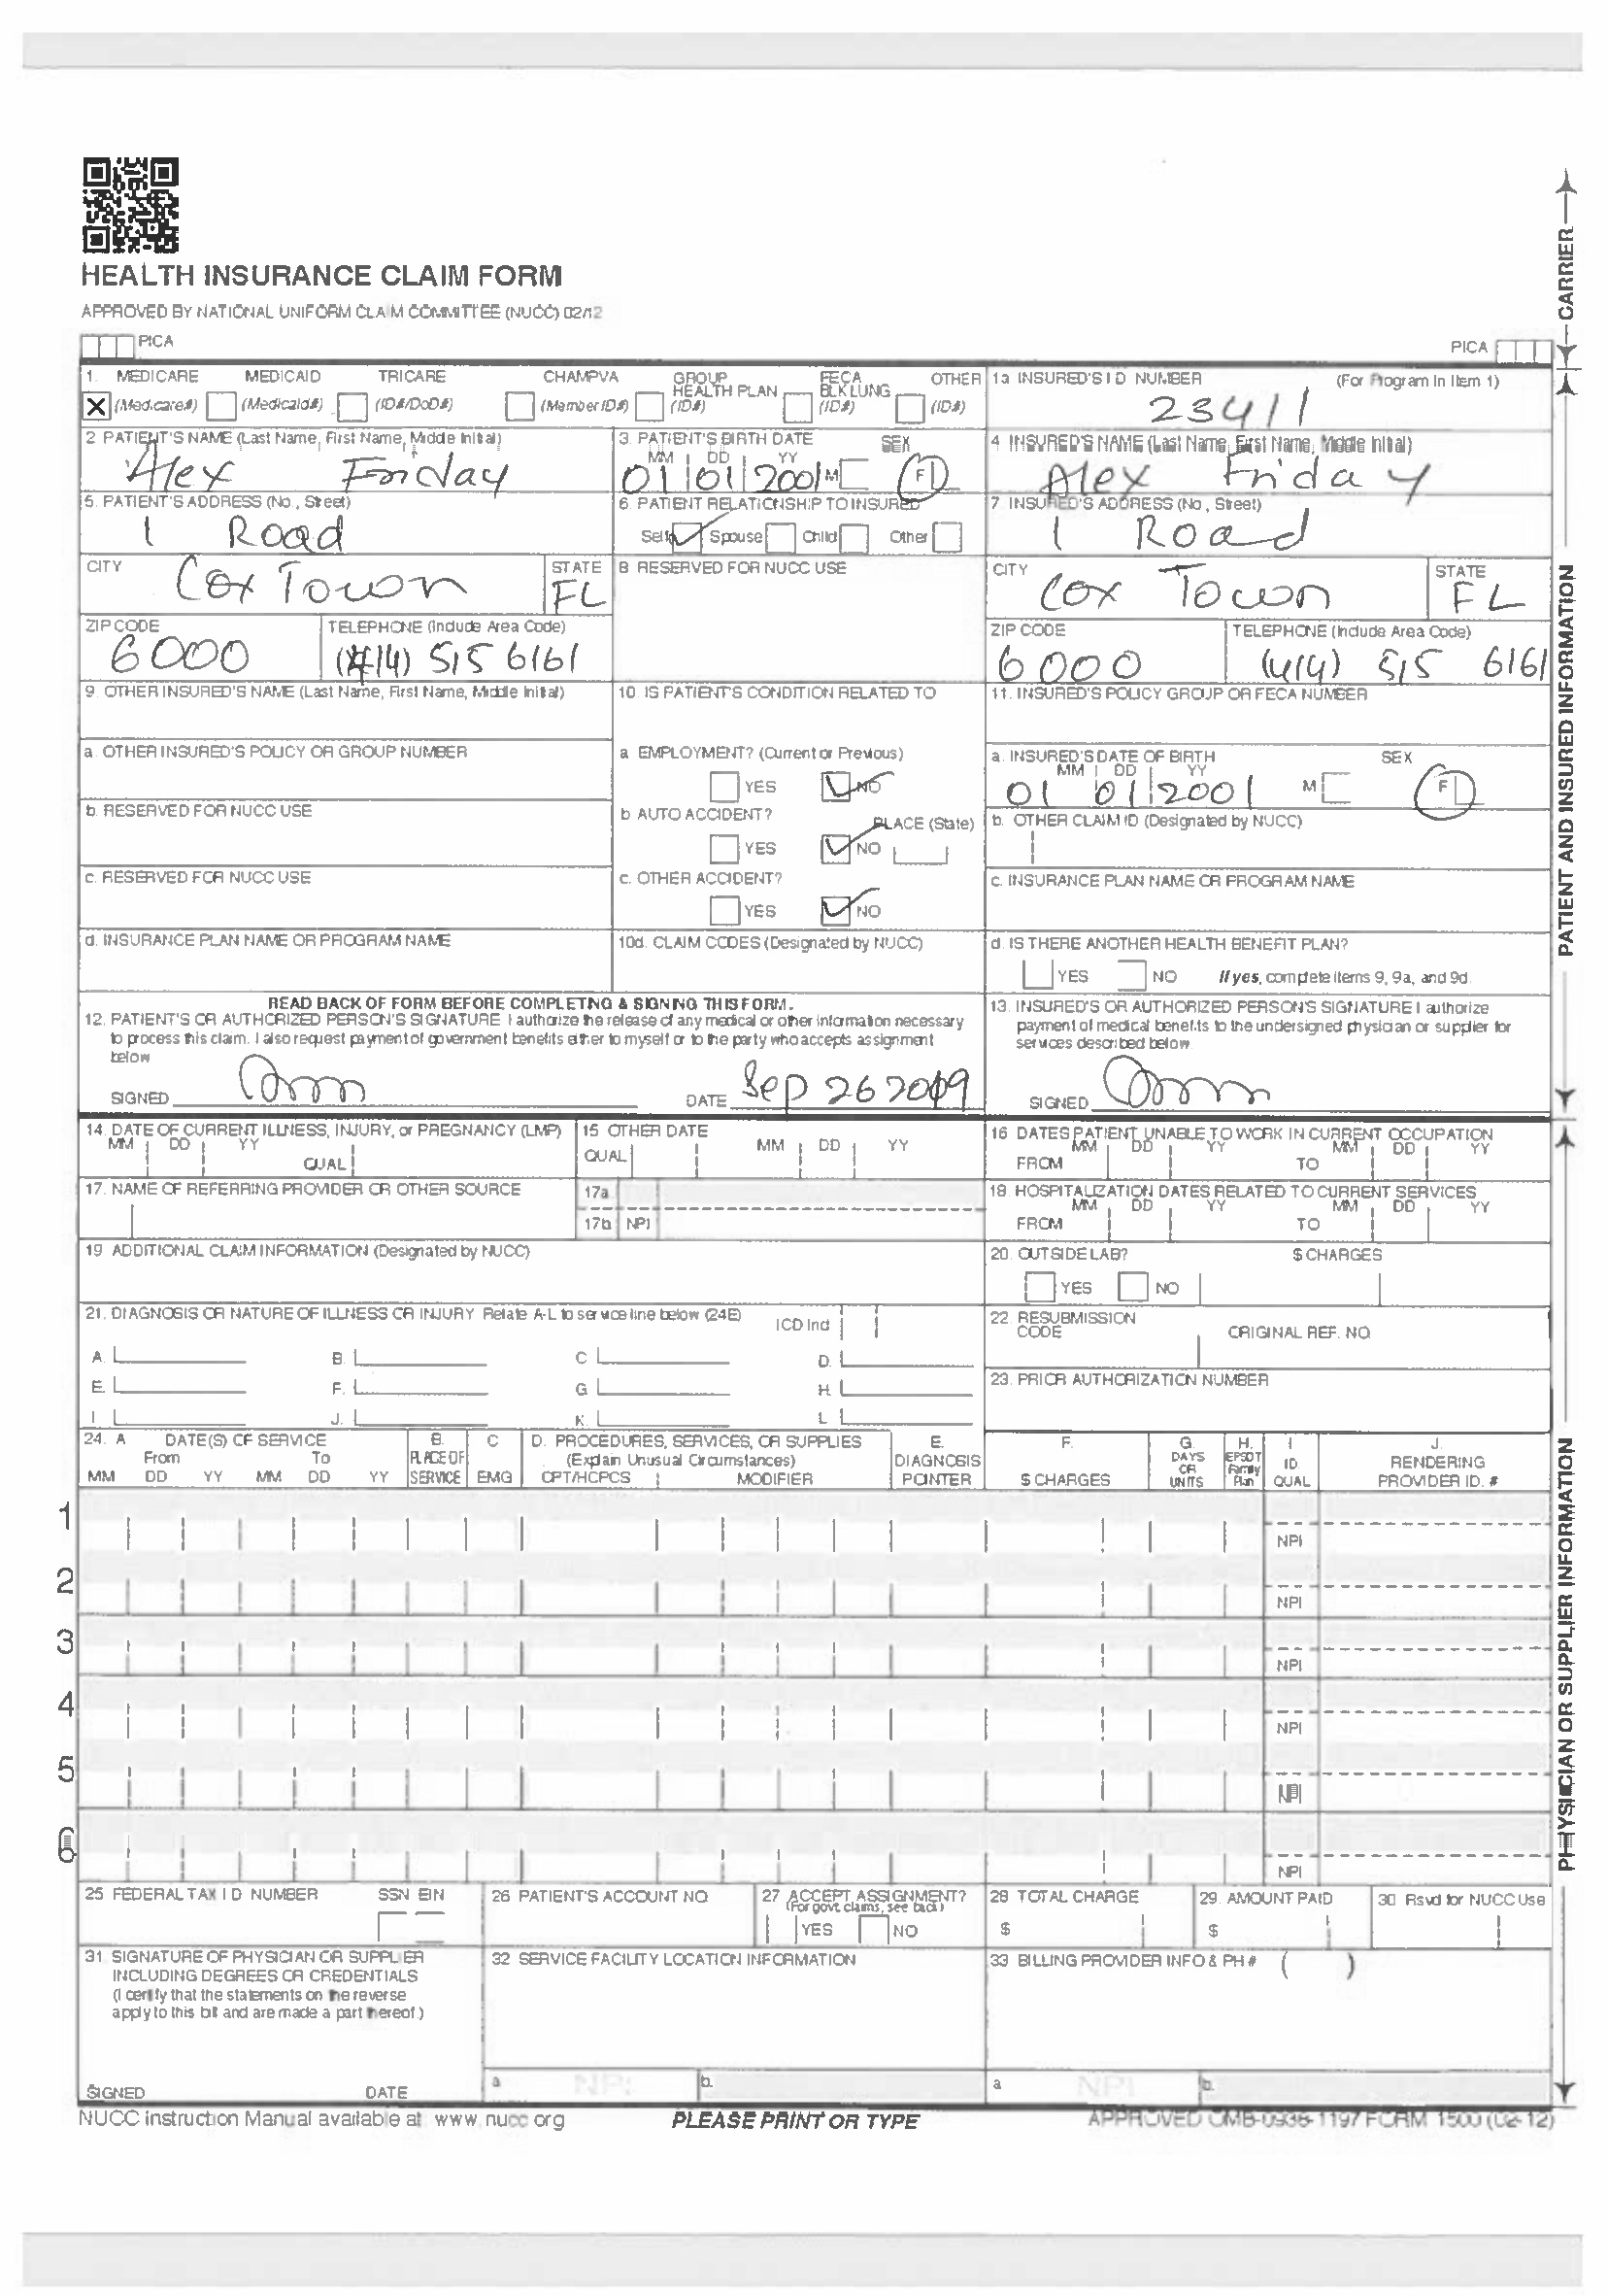 HEALTH INSURANCE CLAIM FORM
APPROVED BY NATIONAL UNIFORM CLAIM COMMITTEE (NUCC) 02/12
PICA
PICA
CARRIER
1. MEDICARE MEDICAID TRICARE CHAMPVA GROUP HEALTH PLAN FECA BLK LUNG OTHER
X (Medicare#) (Medicaid#) (ID#/DoD#) (Member ID#) (ID#) (ID#) (ID#)
1a INSURED'S I D NUMBER (For Program In Item 1)
23411
2 PATIENT'S NAME (Last Name, First Name, Middle Initial)
Alex Friday
3. PATIENT'S BIRTH DATE SEX
MM DD YY
01 01 2001 M F
4 INSURED'S NAME (Last Name, First Name, Middle Initial)
Alex Friday
5. PATIENT'S ADDRESS (No., Street)
1 Road
6. PATIENT RELATIONSHIP TO INSURED
Self Spouse Child Other
7. INSURED'S ADDRESS (No, Street)
1 Road
CITY STATE
Cox Town FL
8 RESERVED FOR NUCC USE
CITY STATE
Cox Town FL
ZIP CODE TELEPHONE (Include Area Code)
6000 (414) 515 6161
ZIP CODE TELEPHONE (Include Area Code)
6000 (414) 515 6161
9. OTHER INSURED'S NAME (Last Name, First Name, Middle Initial)
10. IS PATIENT'S CONDITION RELATED TO
11. INSURED'S POLICY GROUP OR FECA NUMBER
a. OTHER INSURED'S POLICY OR GROUP NUMBER
a EMPLOYMENT? (Current or Previous)
YES NO
a. INSURED'S DATE OF BIRTH SEX
MM DD YY
01 01 2001 M F
b. RESERVED FOR NUCC USE
b AUTO ACCIDENT? PLACE (State)
YES NO
b. OTHER CLAIM ID (Designated by NUCC)
c. RESERVED FOR NUCC USE
c. OTHER ACCIDENT?
YES NO
c. INSURANCE PLAN NAME OR PROGRAM NAME
d. INSURANCE PLAN NAME OR PROGRAM NAME
10d. CLAIM CODES (Designated by NUCC)
d. IS THERE ANOTHER HEALTH BENEFIT PLAN?
YES NO If yes, complete items 9, 9a, and 9d.
READ BACK OF FORM BEFORE COMPLETING & SIGNING THIS FORM.
12. PATIENT'S OR AUTHORIZED PERSON'S SIGNATURE I authorize the release of any medical or other information necessary
to process this claim. I also request payment of government benefits either to myself or to the party who accepts assignment
below
SIGNED DATE Sep 26 2019
13. INSURED'S OR AUTHORIZED PERSON'S SIGNATURE I authorize
payment of medical benefits to the undersigned physician or supplier for
services described below.
SIGNED
PATIENT AND INSURED INFORMATION
14. DATE OF CURRENT ILLNESS, INJURY, or PREGNANCY (LMP)
MM DD YY QUAL
15 OTHER DATE
QUAL MM DD YY
16 DATES PATIENT UNABLE TO WORK IN CURRENT OCCUPATION
MM DD YY MM DD YY
FROM TO
17. NAME OF REFERRING PROVIDER OR OTHER SOURCE
17a
17b NPI
18. HOSPITALIZATION DATES RELATED TO CURRENT SERVICES
MM DD YY MM DD YY
FROM TO
19 ADDITIONAL CLAIM INFORMATION (Designated by NUCC)
20. OUTSIDE LAB? $ CHARGES
YES NO
21. DIAGNOSIS OR NATURE OF ILLNESS OR INJURY Relate A-L to service line below (24E) ICD Ind
A. B. C D.
E. F. G H.
I. J. K. L
22. RESUBMISSION CODE ORIGINAL REF. NO
23. PRIOR AUTHORIZATION NUMBER
24. A DATE(S) OF SERVICE B. C D. PROCEDURES, SERVICES, OR SUPPLIES E. F. G. H. I J.
From To PLACE OF (Explain Unusual Circumstances) DIAGNOSIS DAYS OR EPSDT Family ID. RENDERING
MM DD YY MM DD YY SERVICE EMG CPT/HCPCS MODIFIER POINTER $ CHARGES UNITS Plan QUAL PROVIDER ID. #
1 NPI
2 NPI
3 NPI
4 NPI
5 NPI
6 NPI
25 FEDERAL TAX I D NUMBER SSN EIN
26 PATIENT'S ACCOUNT NO
27 ACCEPT ASSIGNMENT?
(For govt. claims, see back)
YES NO
28 TOTAL CHARGE
$
29. AMOUNT PAID
$
30 Rsvd for NUCC Use
31 SIGNATURE OF PHYSICIAN OR SUPPLIER
INCLUDING DEGREES OR CREDENTIALS
(I certify that the statements on the reverse
apply to this bill and are made a part thereof.)
SIGNED DATE
32 SERVICE FACILITY LOCATION INFORMATION
a NPI b.
33 BILLING PROVIDER INFO & PH # ( )
a NPI b.
PHYSICIAN OR SUPPLIER INFORMATION
NUCC Instruction Manual available at www.nucc org
PLEASE PRINT OR TYPE
APPROVED OMB-0938-1197 FORM 1500 (02-12)